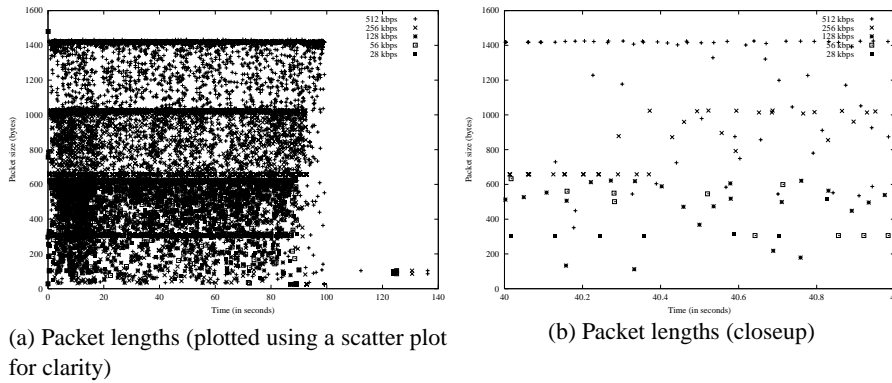 1600
1400
1200
1000
800
600
400
200
0
Packet size (bytes)
0 20 40 60 80 100 120 140
Time (in seconds)
512 kbps
256 kbps
128 kbps
56 kbps
28 kbps
(a) Packet lengths (plotted using a scatter plot
for clarity)
1600
1400
1200
1000
800
600
400
200
0
Packet size (bytes)
40 40.2 40.4 40.6 40.8
Time (in seconds)
512 kbps
256 kbps
128 kbps
56 kbps
28 kbps
(b) Packet lengths (closeup)